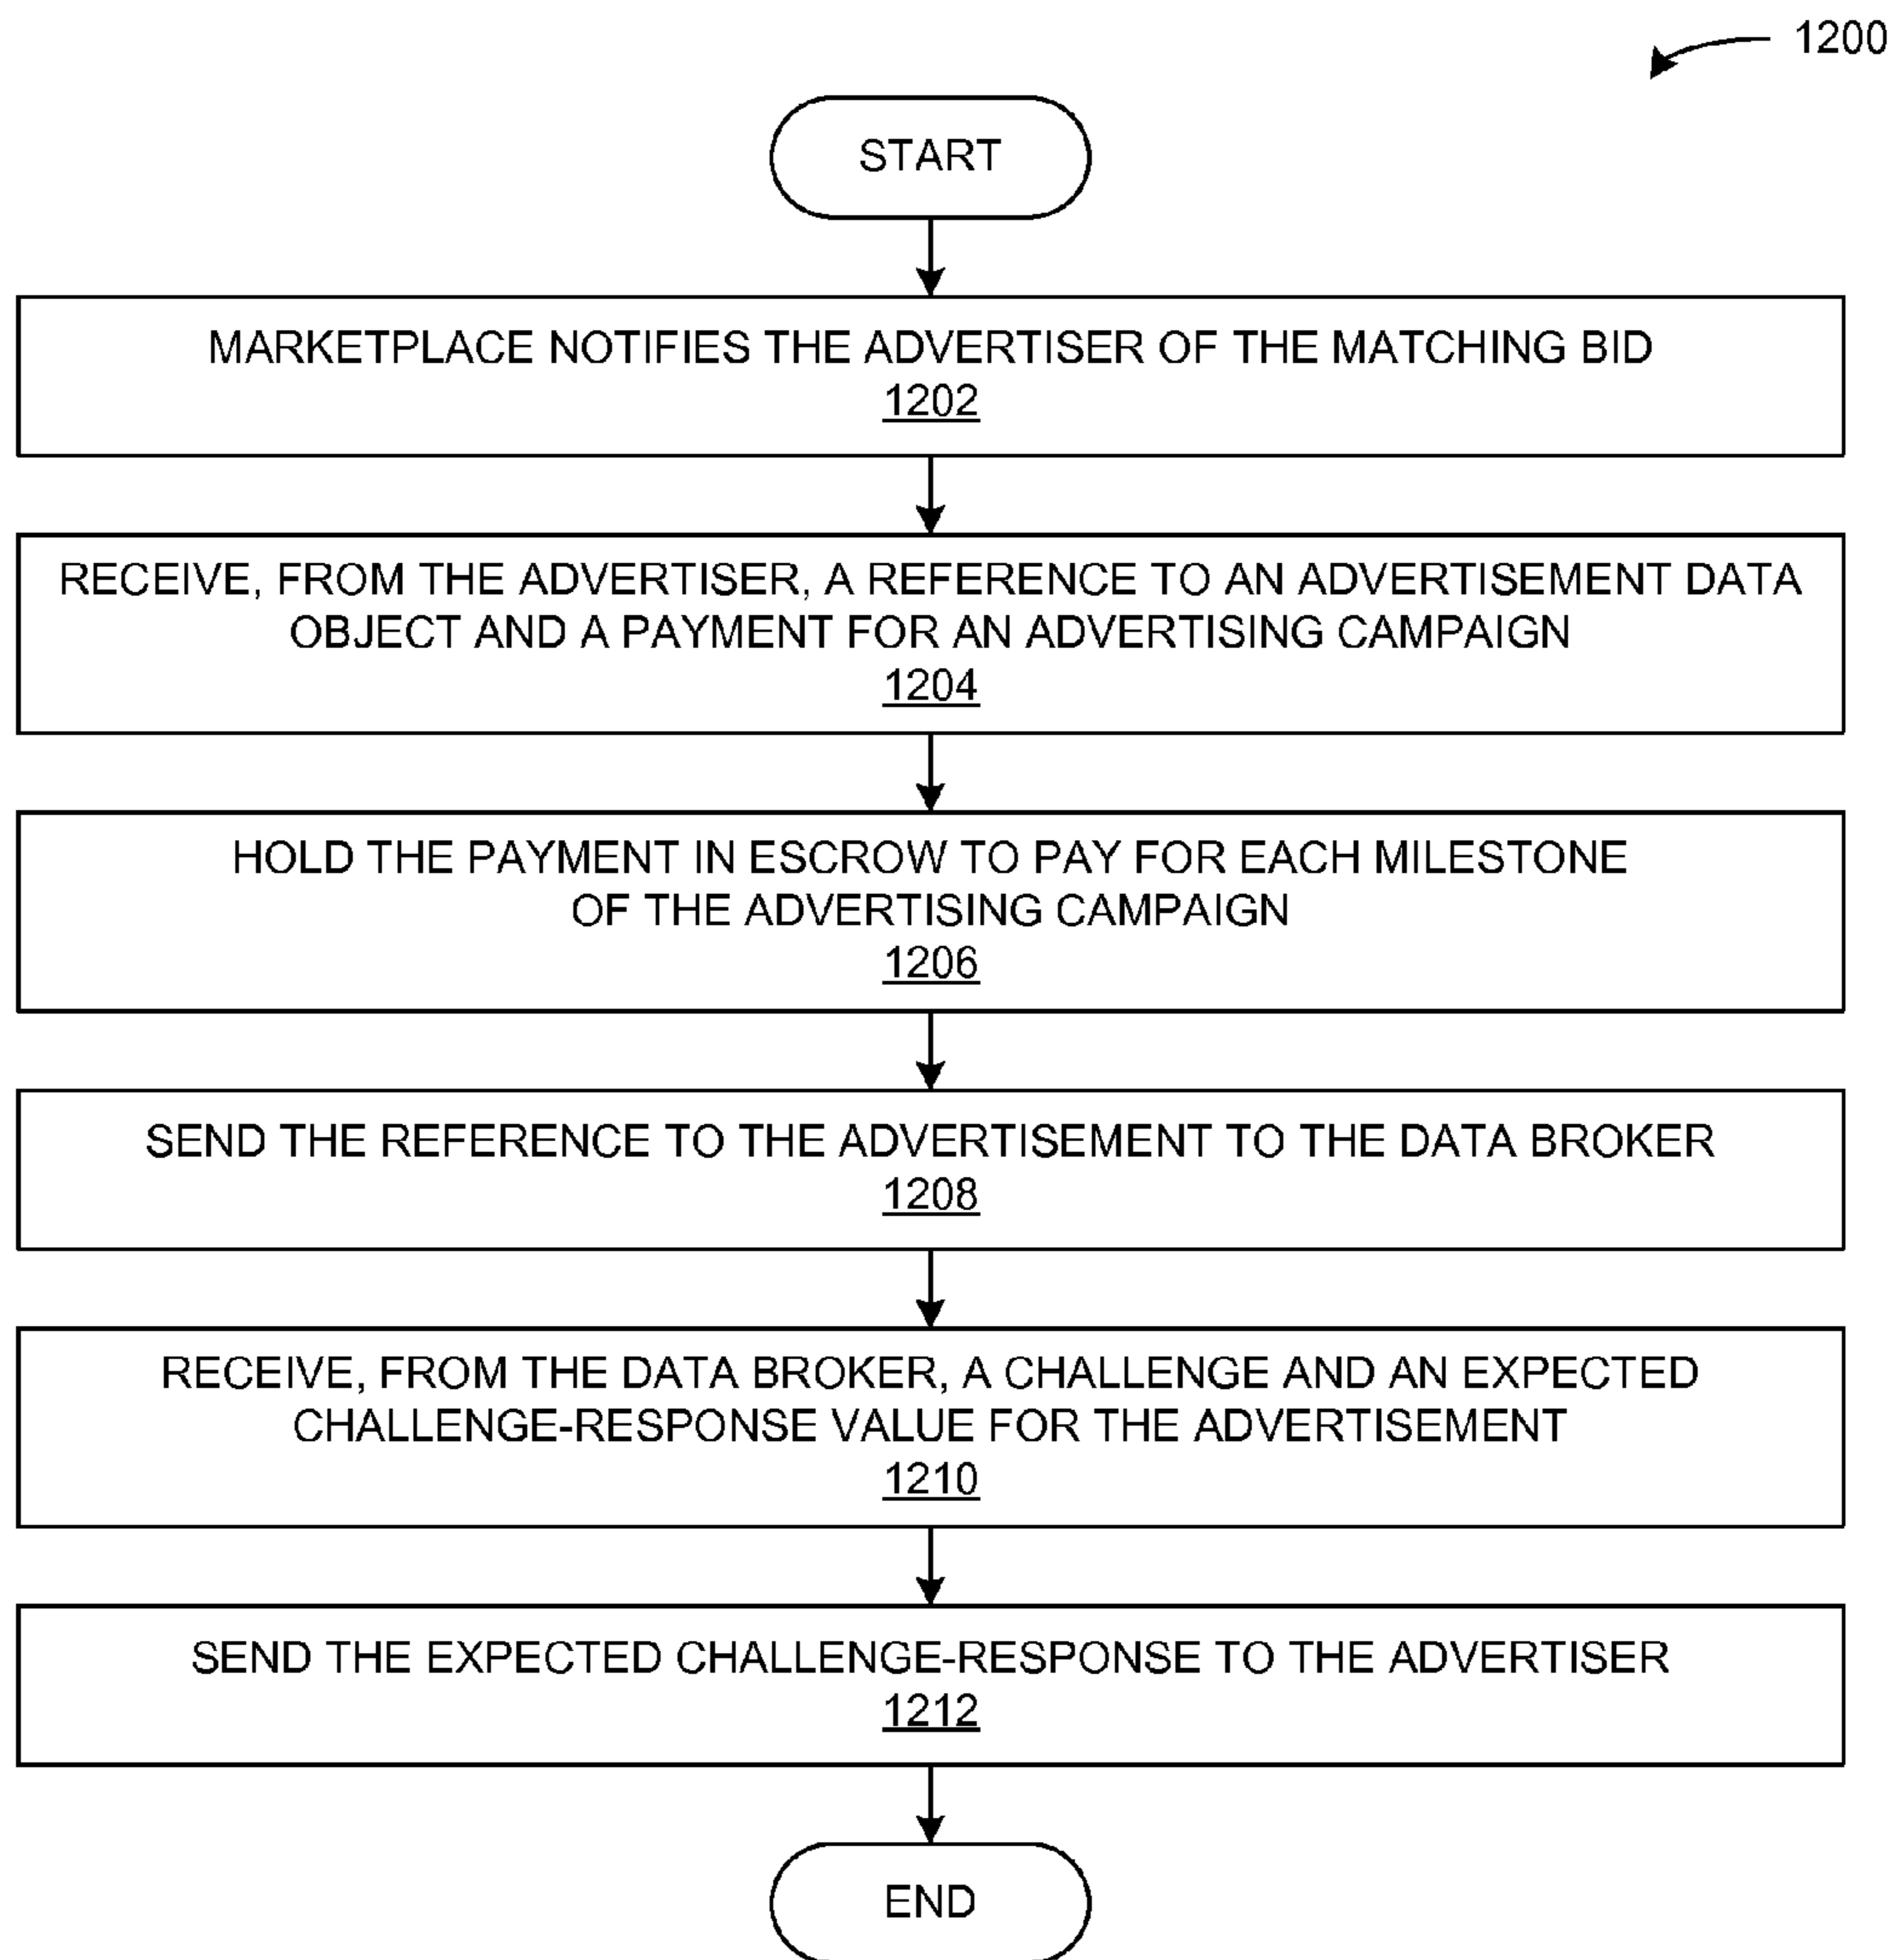 1200
START
MARKETPLACE NOTIFIES THE ADVERTISER OF THE MATCHING BID
1202
RECEIVE, FROM THE ADVERTISER, A REFERENCE TO AN ADVERTISEMENT DATA
OBJECT AND A PAYMENT FOR AN ADVERTISING CAMPAIGN
1204
HOLD THE PAYMENT IN ESCROW TO PAY FOR EACH MILESTONE
OF THE ADVERTISING CAMPAIGN
1206
SEND THE REFERENCE TO THE ADVERTISEMENT TO THE DATA BROKER
1208
RECEIVE, FROM THE DATA BROKER, A CHALLENGE AND AN EXPECTED
CHALLENGE-RESPONSE VALUE FOR THE ADVERTISEMENT
1210
SEND THE EXPECTED CHALLENGE-RESPONSE TO THE ADVERTISER
1212
END